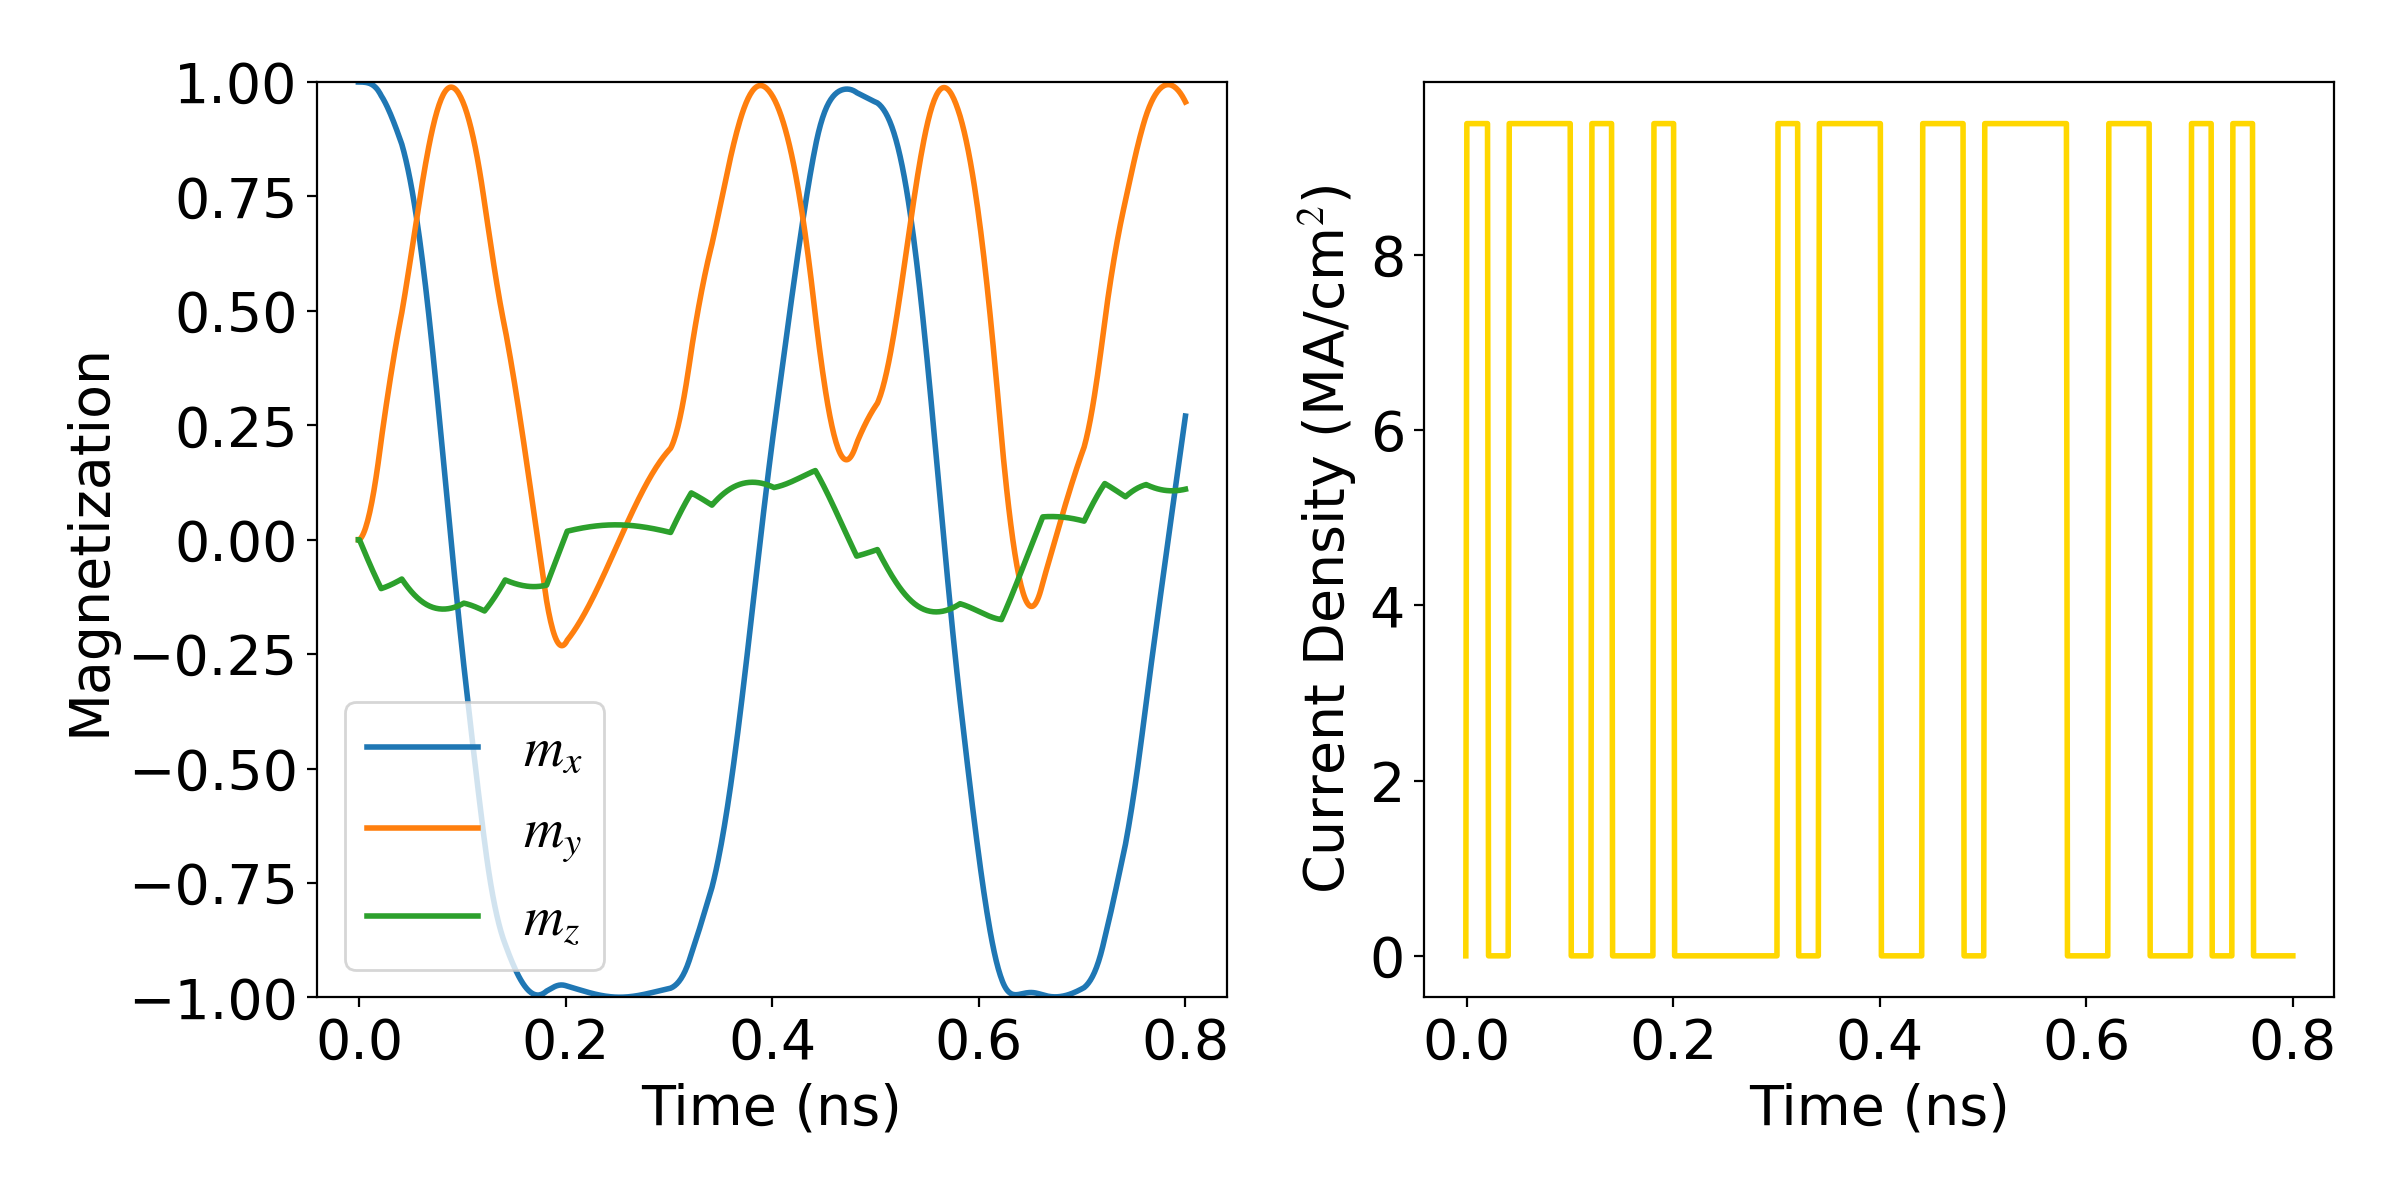 1.00
0.75
0.50
0.25
0.00
−0.25
−0.50
−0.75
−1.00
Magnetization
m_x
m_y
m_z
0.0 0.2 0.4 0.6 0.8
Time (ns)
8
6
4
2
0
Current Density (MA/cm²)
0.0 0.2 0.4 0.6 0.8
Time (ns)